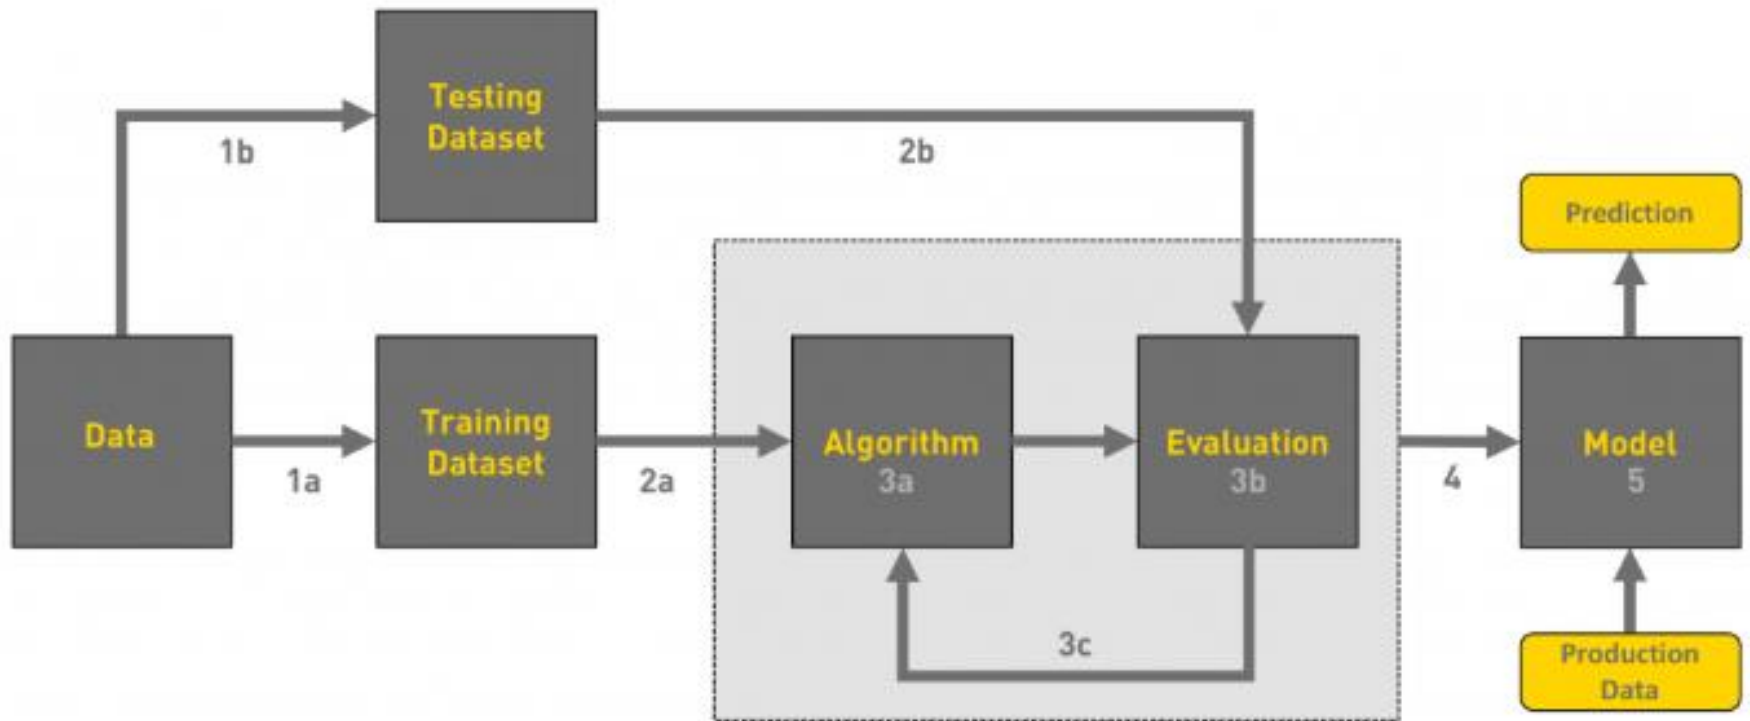 Testing
Dataset
1b
2b
Prediction
Data
Training
Dataset
Algorithm
3a
Evaluation
3b
Model
5
1a
2a
4
3c
Production
Data